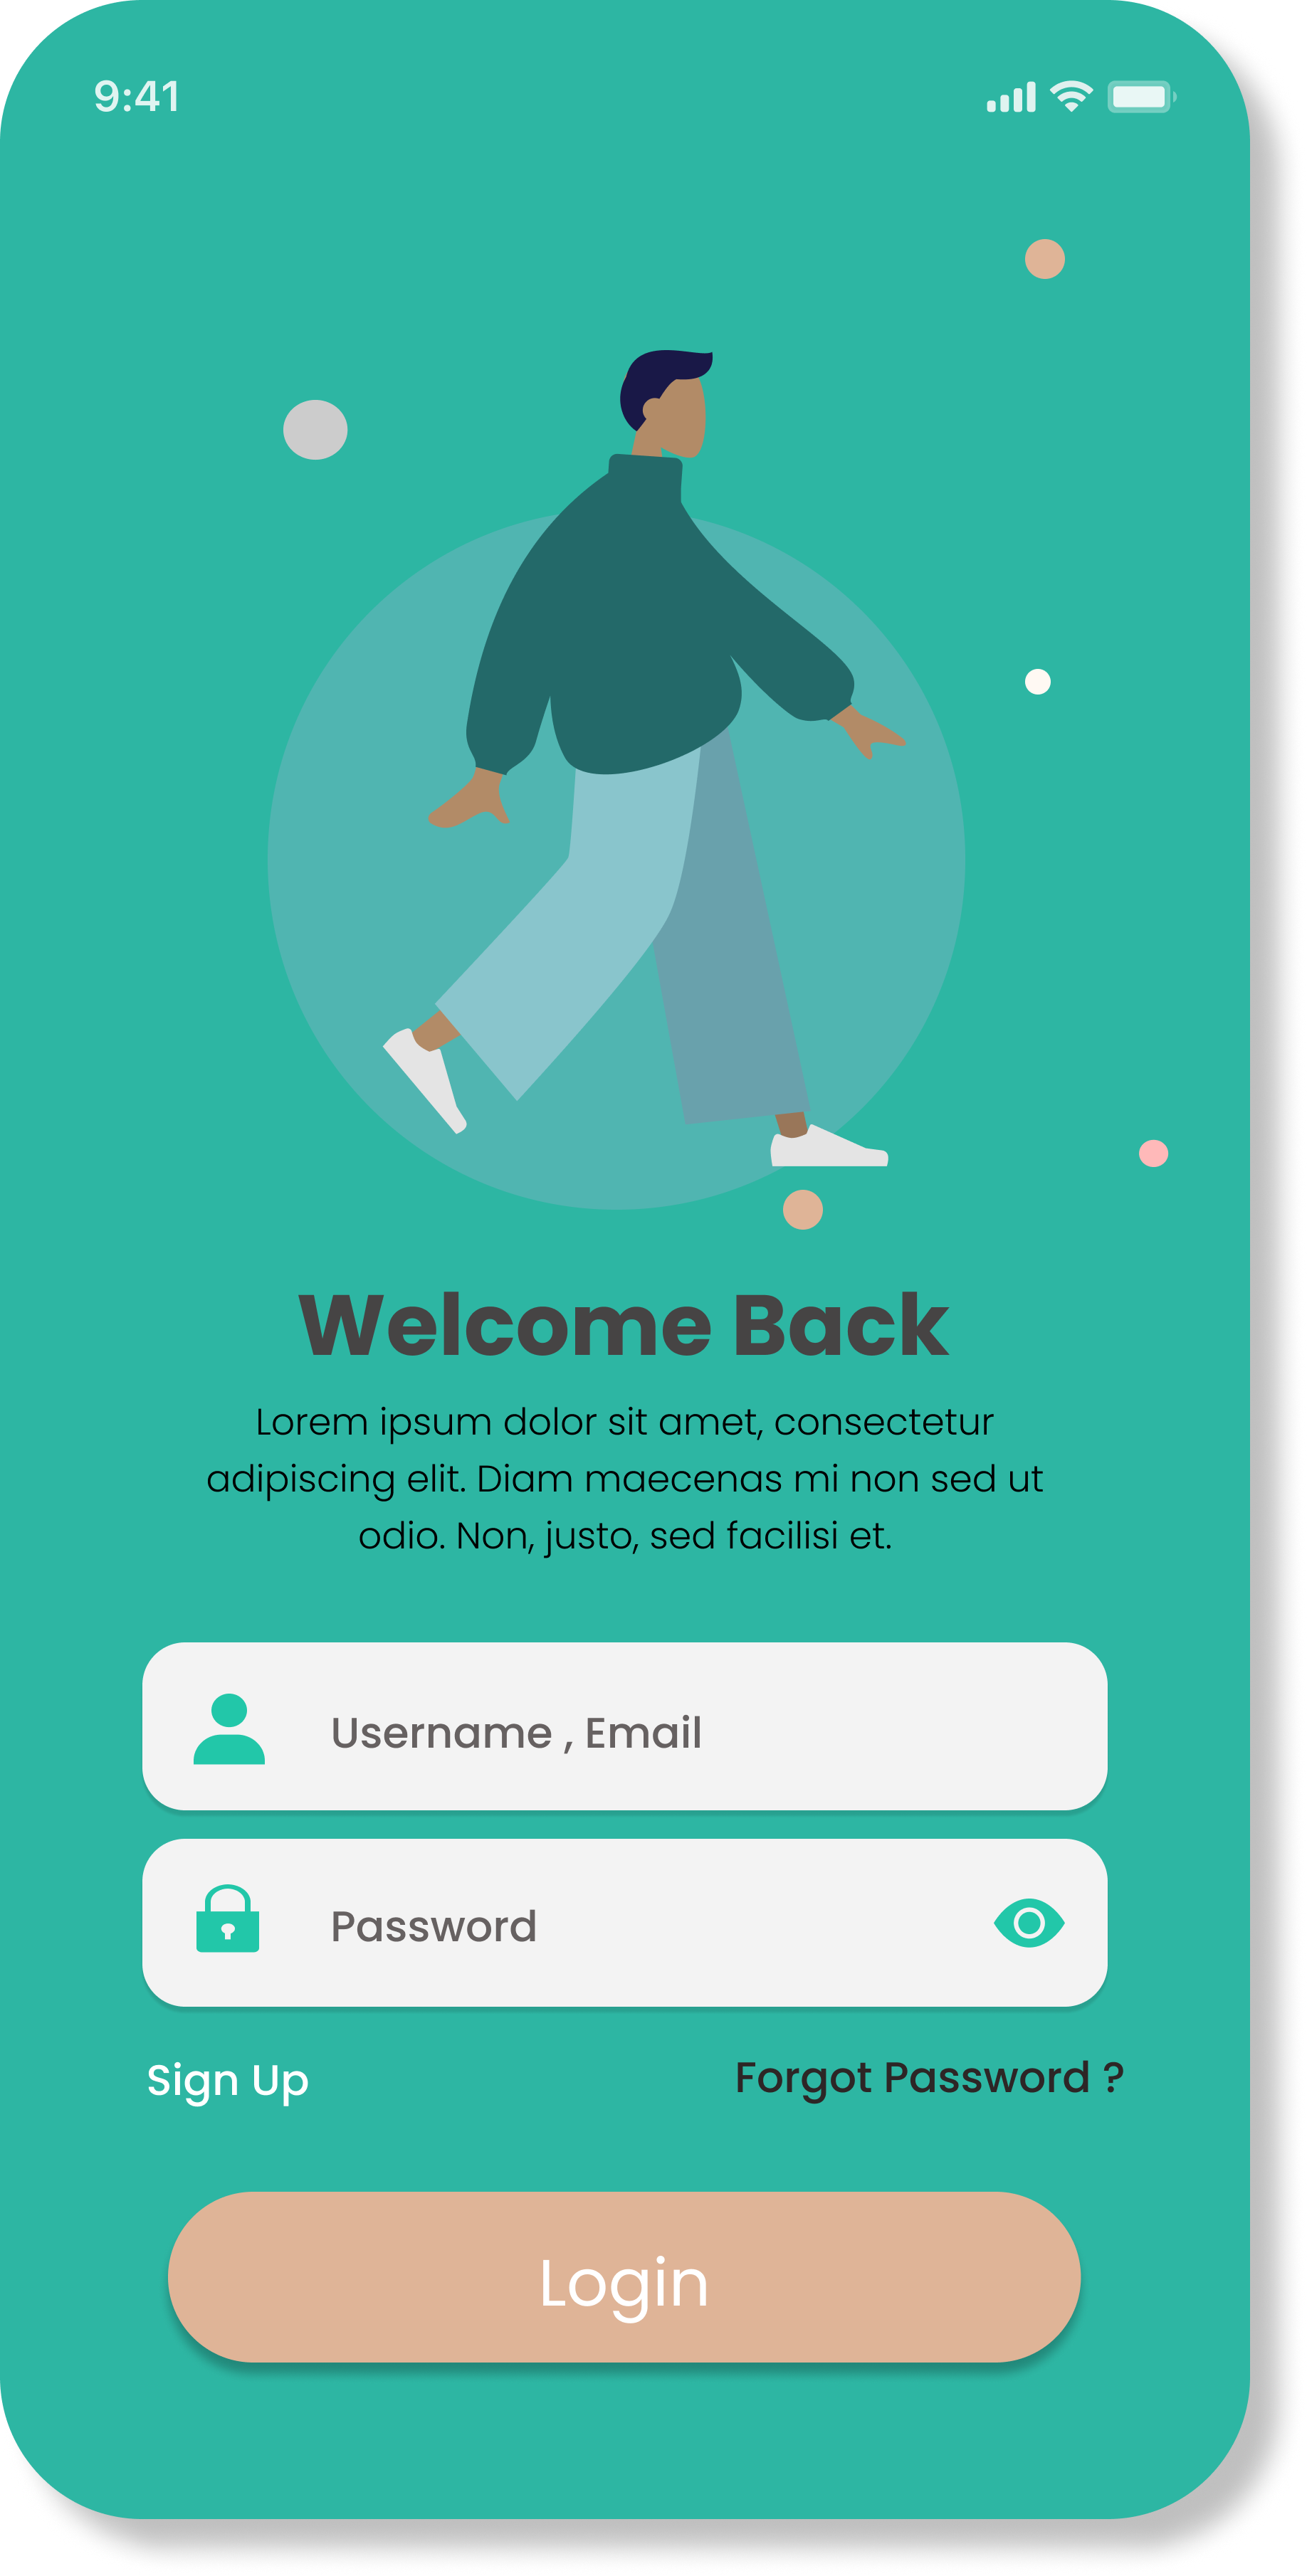 9:41
Welcome Back
Lorem ipsum dolor sit amet, consectetur
adipiscing elit. Diam maecenas mi non sed ut
odio. Non, justo, sed facilisi et.
Username , Email
Password
Sign Up
Forgot Password ?
Login